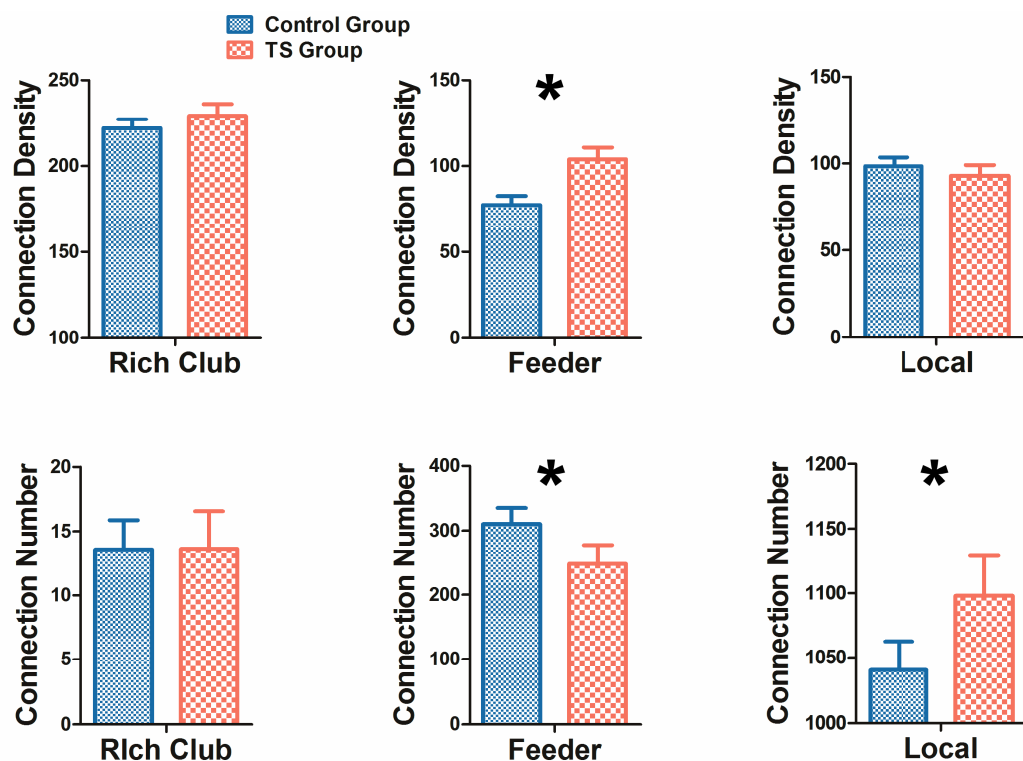 Control Group
TS Group
Connection Density
250
200
150
100
Rich Club
Connection Density
150
100
50
0
*
Feeder
Connection Density
150
100
50
0
Local
Connection Number
20
15
10
5
0
RIch Club
Connection Number
400
300
200
100
0
*
Feeder
Connection Number
1200
1150
1100
1050
1000
*
Local